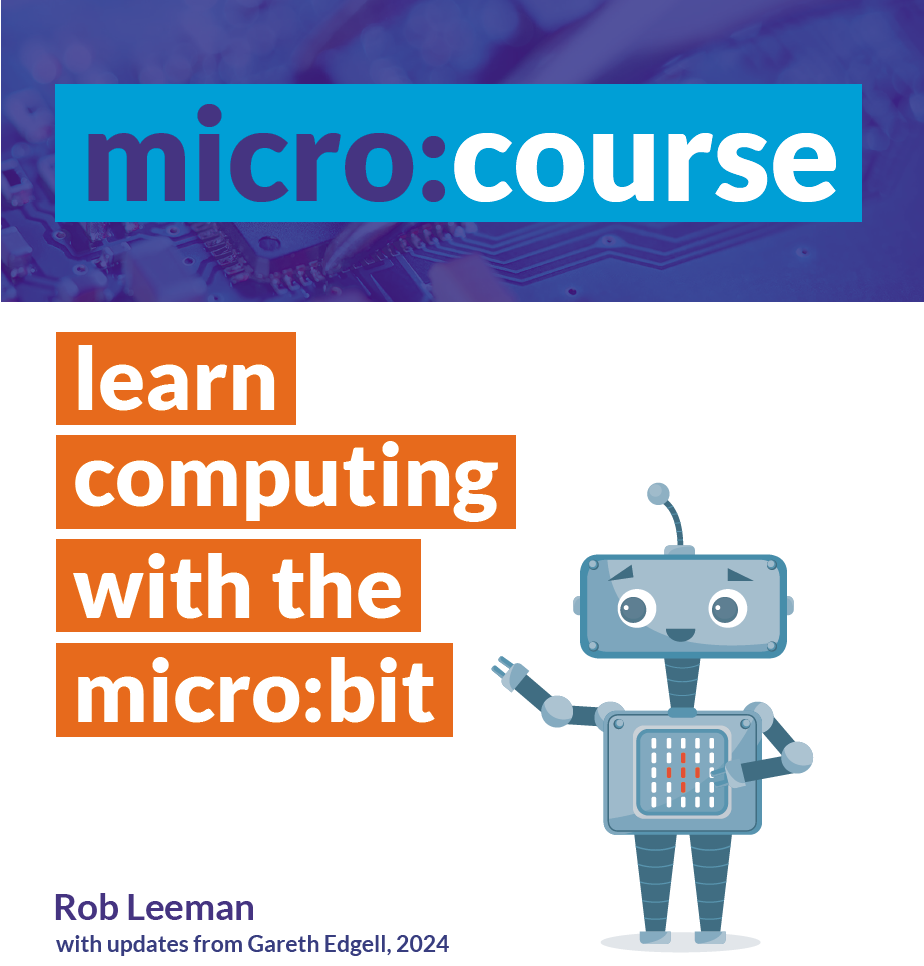 micro:course
learn
computing
with the
micro:bit
Rob Leeman
with updates from Gareth Edgell, 2024